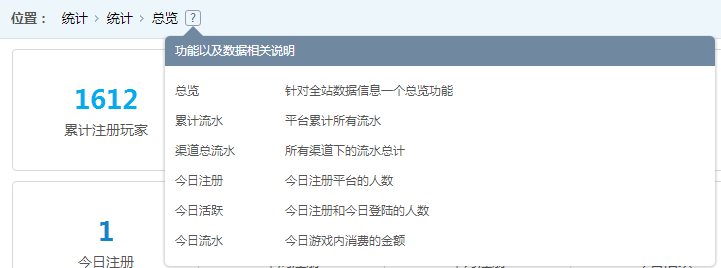 位置： 统计 > 统计 > 总览 ?
功能以及数据相关说明
总览 针对全站数据信息一个总览功能
1612
累计注册玩家
累计流水 平台累计所有流水
渠道总流水 所有渠道下的流水总计
今日注册 今日注册平台的人数
今日活跃 今日注册和今日登陆的人数
今日流水 今日游戏内消费的金额
1
今日注册